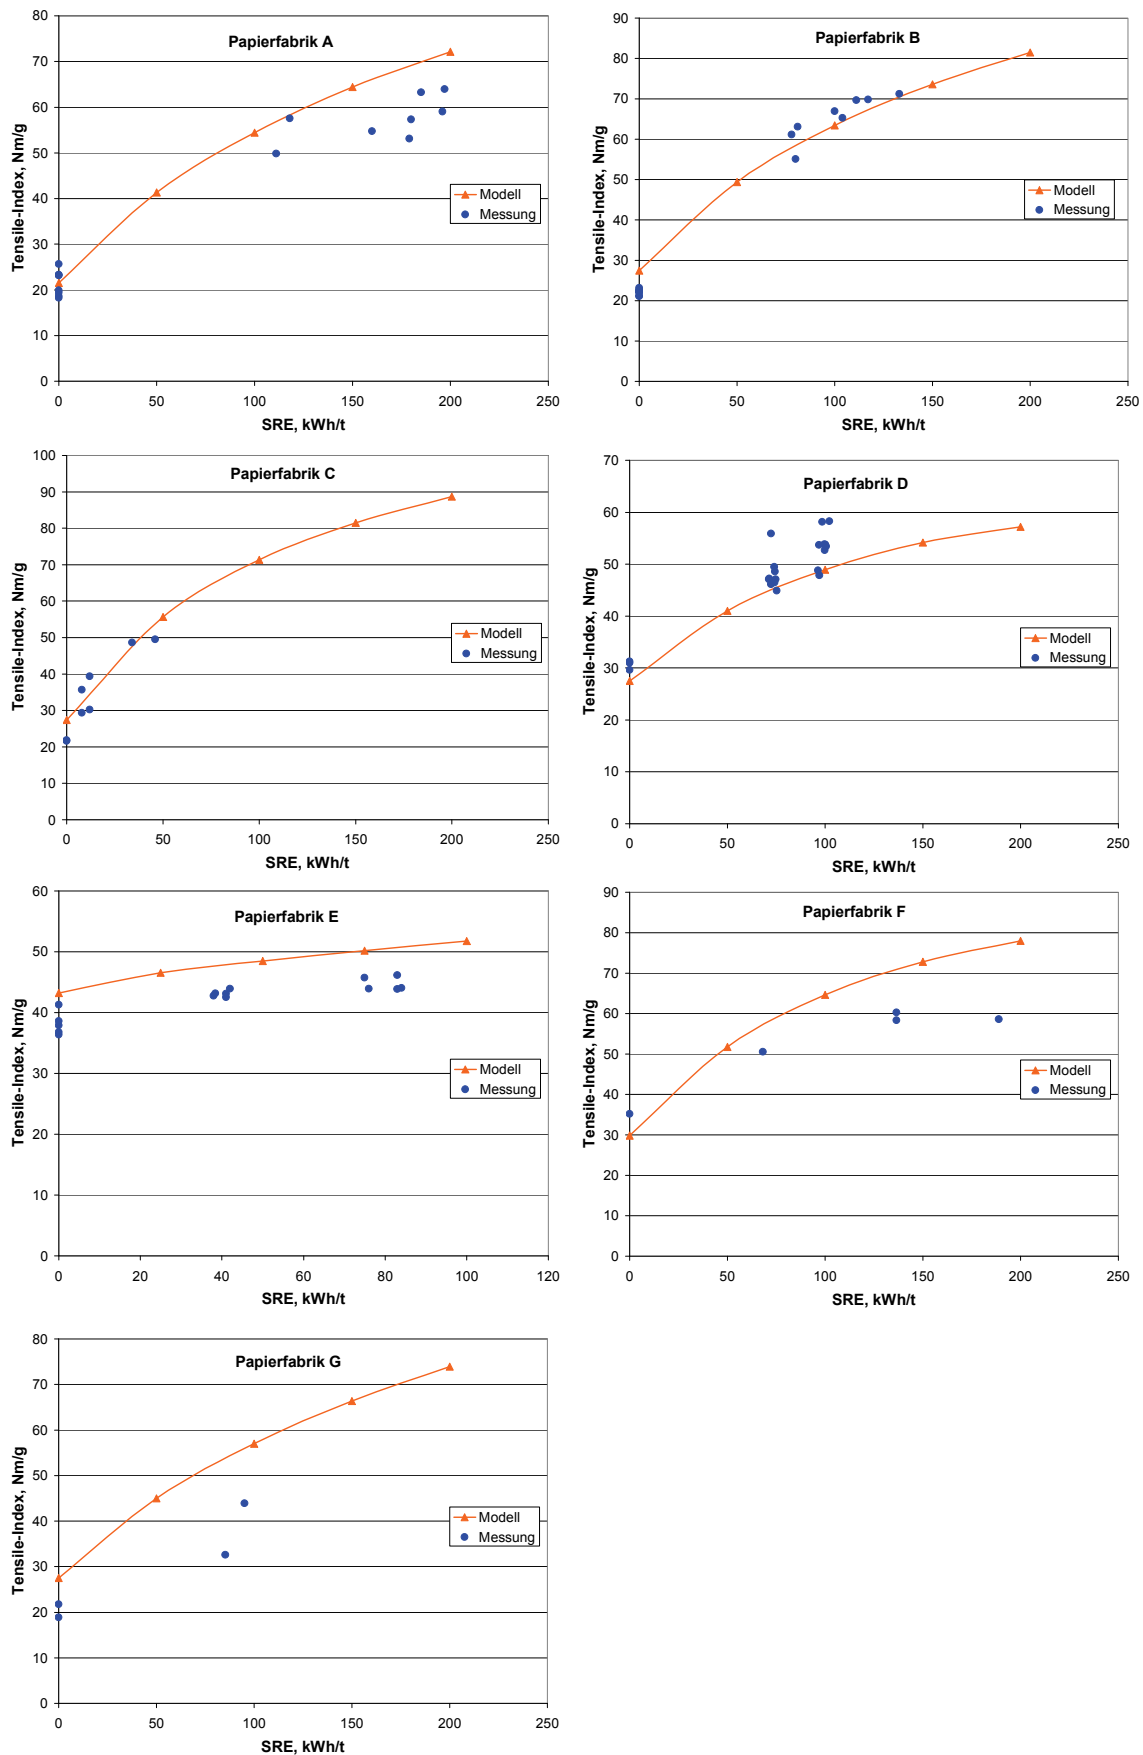 Papierfabrik A
Tensile-Index, Nm/g
80
70
60
50
40
30
20
10
0
Modell
Messung
0 50 100 150 200 250
SRE, kWh/t
Papierfabrik B
Tensile-Index, Nm/g
90
80
70
60
50
40
30
20
10
0
Modell
Messung
0 50 100 150 200 250
SRE, kWh/t
Papierfabrik C
Tensile-Index, Nm/g
100
90
80
70
60
50
40
30
20
10
0
Modell
Messung
0 50 100 150 200 250
SRE, kWh/t
Papierfabrik D
Tensile-Index, Nm/g
70
60
50
40
30
20
10
0
Modell
Messung
0 50 100 150 200 250
SRE, kWh/t
Papierfabrik E
Tensile-Index, Nm/g
60
50
40
30
20
10
0
Modell
Messung
0 20 40 60 80 100 120
SRE, kWh/t
Papierfabrik F
Tensile-Index, Nm/g
90
80
70
60
50
40
30
20
10
0
Modell
Messung
0 50 100 150 200 250
SRE, kWh/t
Papierfabrik G
Tensile-Index, Nm/g
80
70
60
50
40
30
20
10
0
Modell
Messung
0 50 100 150 200 250
SRE, kWh/t